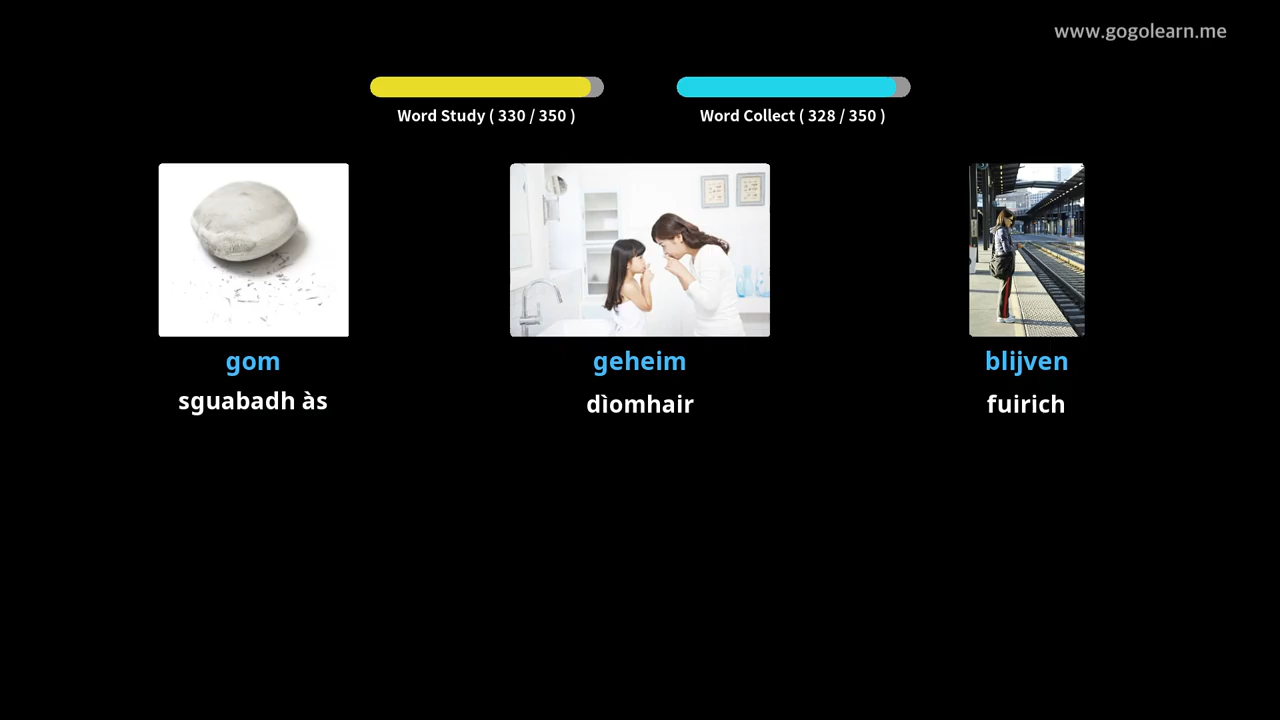 www.gogolearn.me
Word Study ( 330 / 350 )
Word Collect ( 328 / 350 )
gom
geheim
blijven
sguabadh às
dìomhair
fuirich